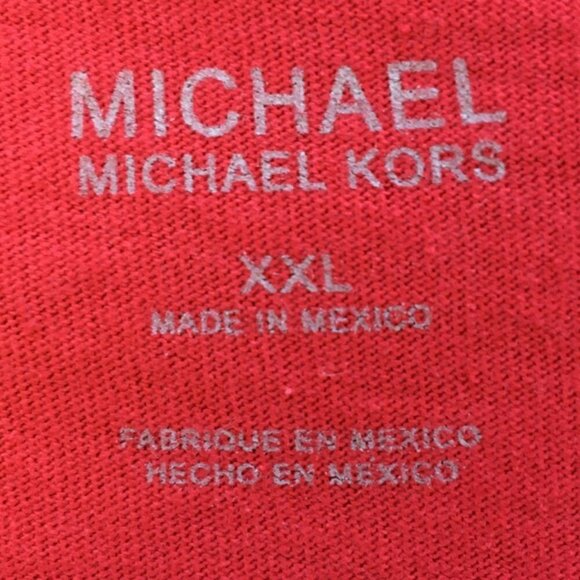 MICHAEL
MICHAEL KORS
XXL
MADE IN MEXICO
FABRIQUE EN MEXICO
HECHO EN MEXICO